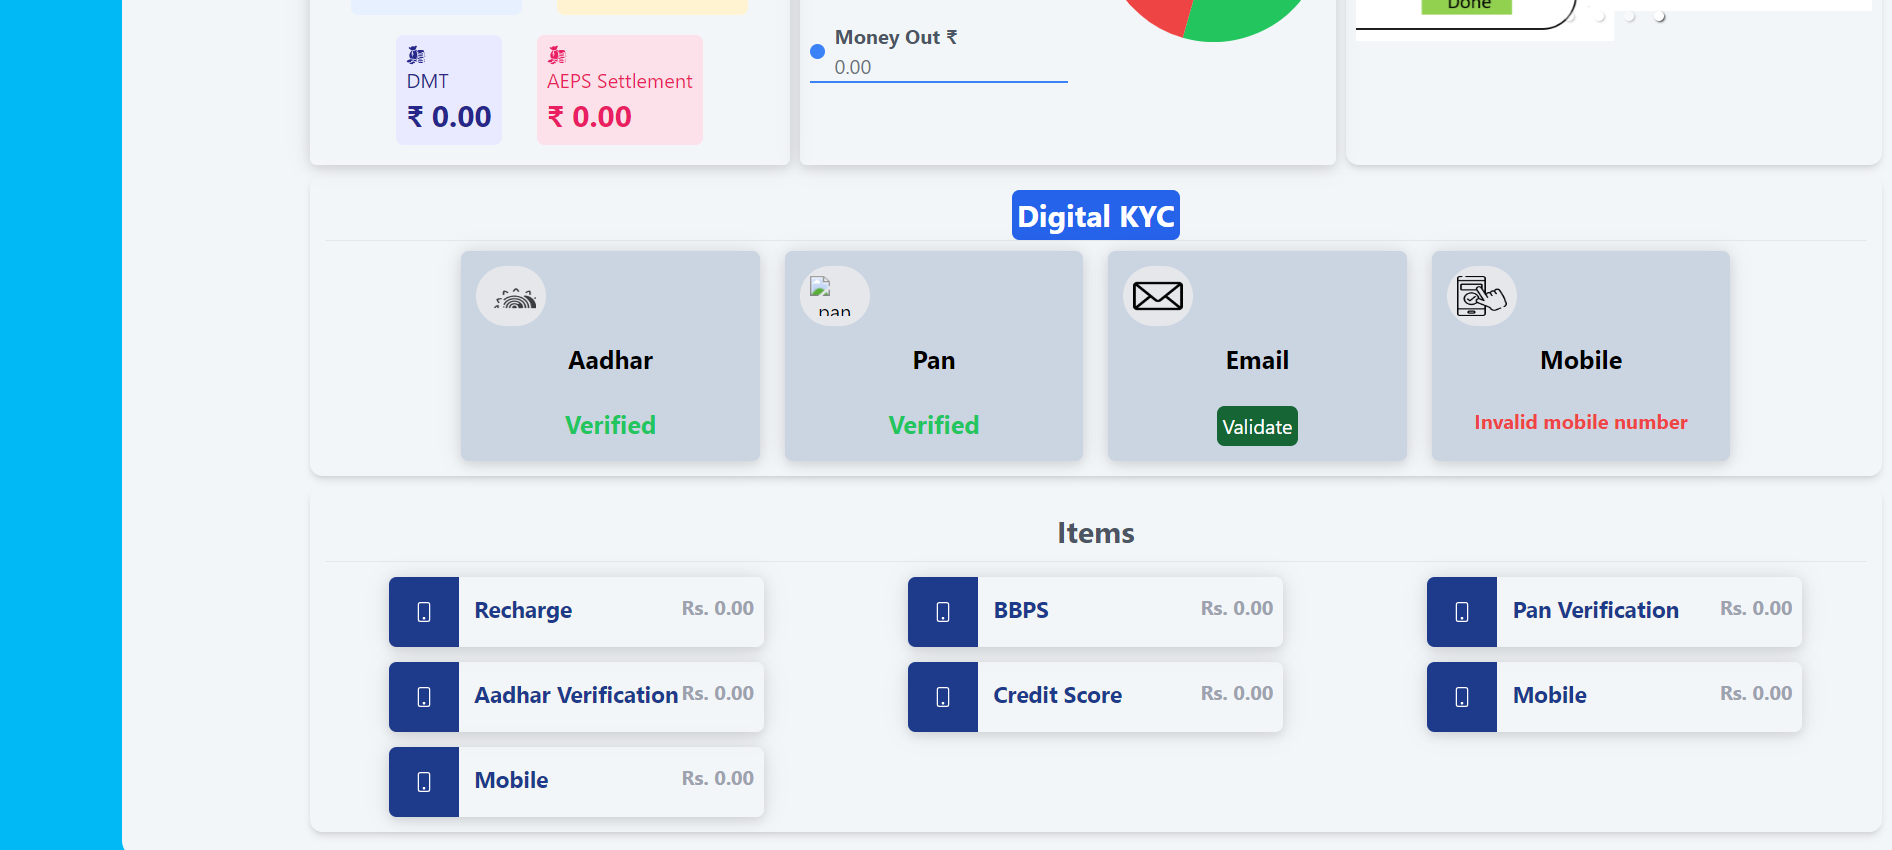 Done
Money Out ₹
0.00
DMT
₹ 0.00
AEPS Settlement
₹ 0.00
Digital KYC
Aadhar
Verified
pan
Pan
Verified
Email
Validate
Mobile
Invalid mobile number
Items
Recharge Rs. 0.00
BBPS Rs. 0.00
Pan Verification Rs. 0.00
Aadhar Verification Rs. 0.00
Credit Score Rs. 0.00
Mobile Rs. 0.00
Mobile Rs. 0.00